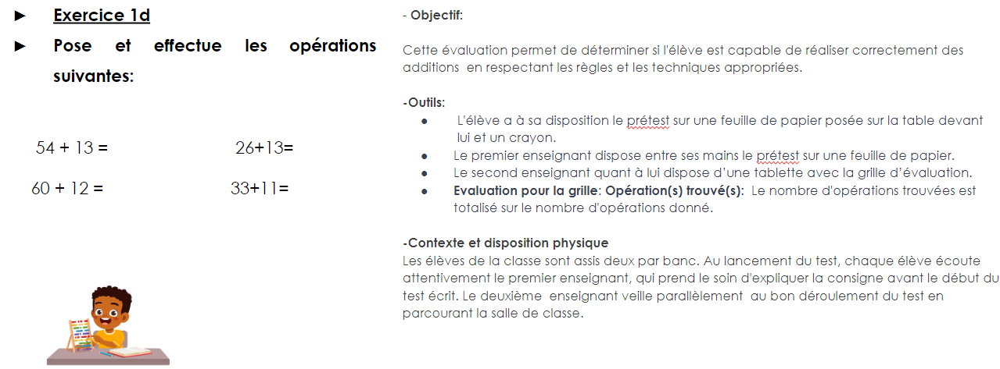 ► Exercice 1d
► Pose et effectue les opérations
suivantes:
54 + 13 = 26+13=
60 + 12 = 33+11=
- Objectif:
Cette évaluation permet de déterminer si l'élève est capable de réaliser correctement des
additions en respectant les règles et les techniques appropriées.
-Outils:
● L'élève a à sa disposition le prétest sur une feuille de papier posée sur la table devant
lui et un crayon.
● Le premier enseignant dispose entre ses mains le prétest sur une feuille de papier.
● Le second enseignant quant à lui dispose d’une tablette avec la grille d’évaluation.
● Evaluation pour la grille: Opération(s) trouvé(s): Le nombre d'opérations trouvées est
totalisé sur le nombre d'opérations donné.
-Contexte et disposition physique
Les élèves de la classe sont assis deux par banc. Au lancement du test, chaque élève écoute
attentivement le premier enseignant, qui prend le soin d'expliquer la consigne avant le début du
test écrit. Le deuxième enseignant veille parallèlement au bon déroulement du test en
parcourant la salle de classe.